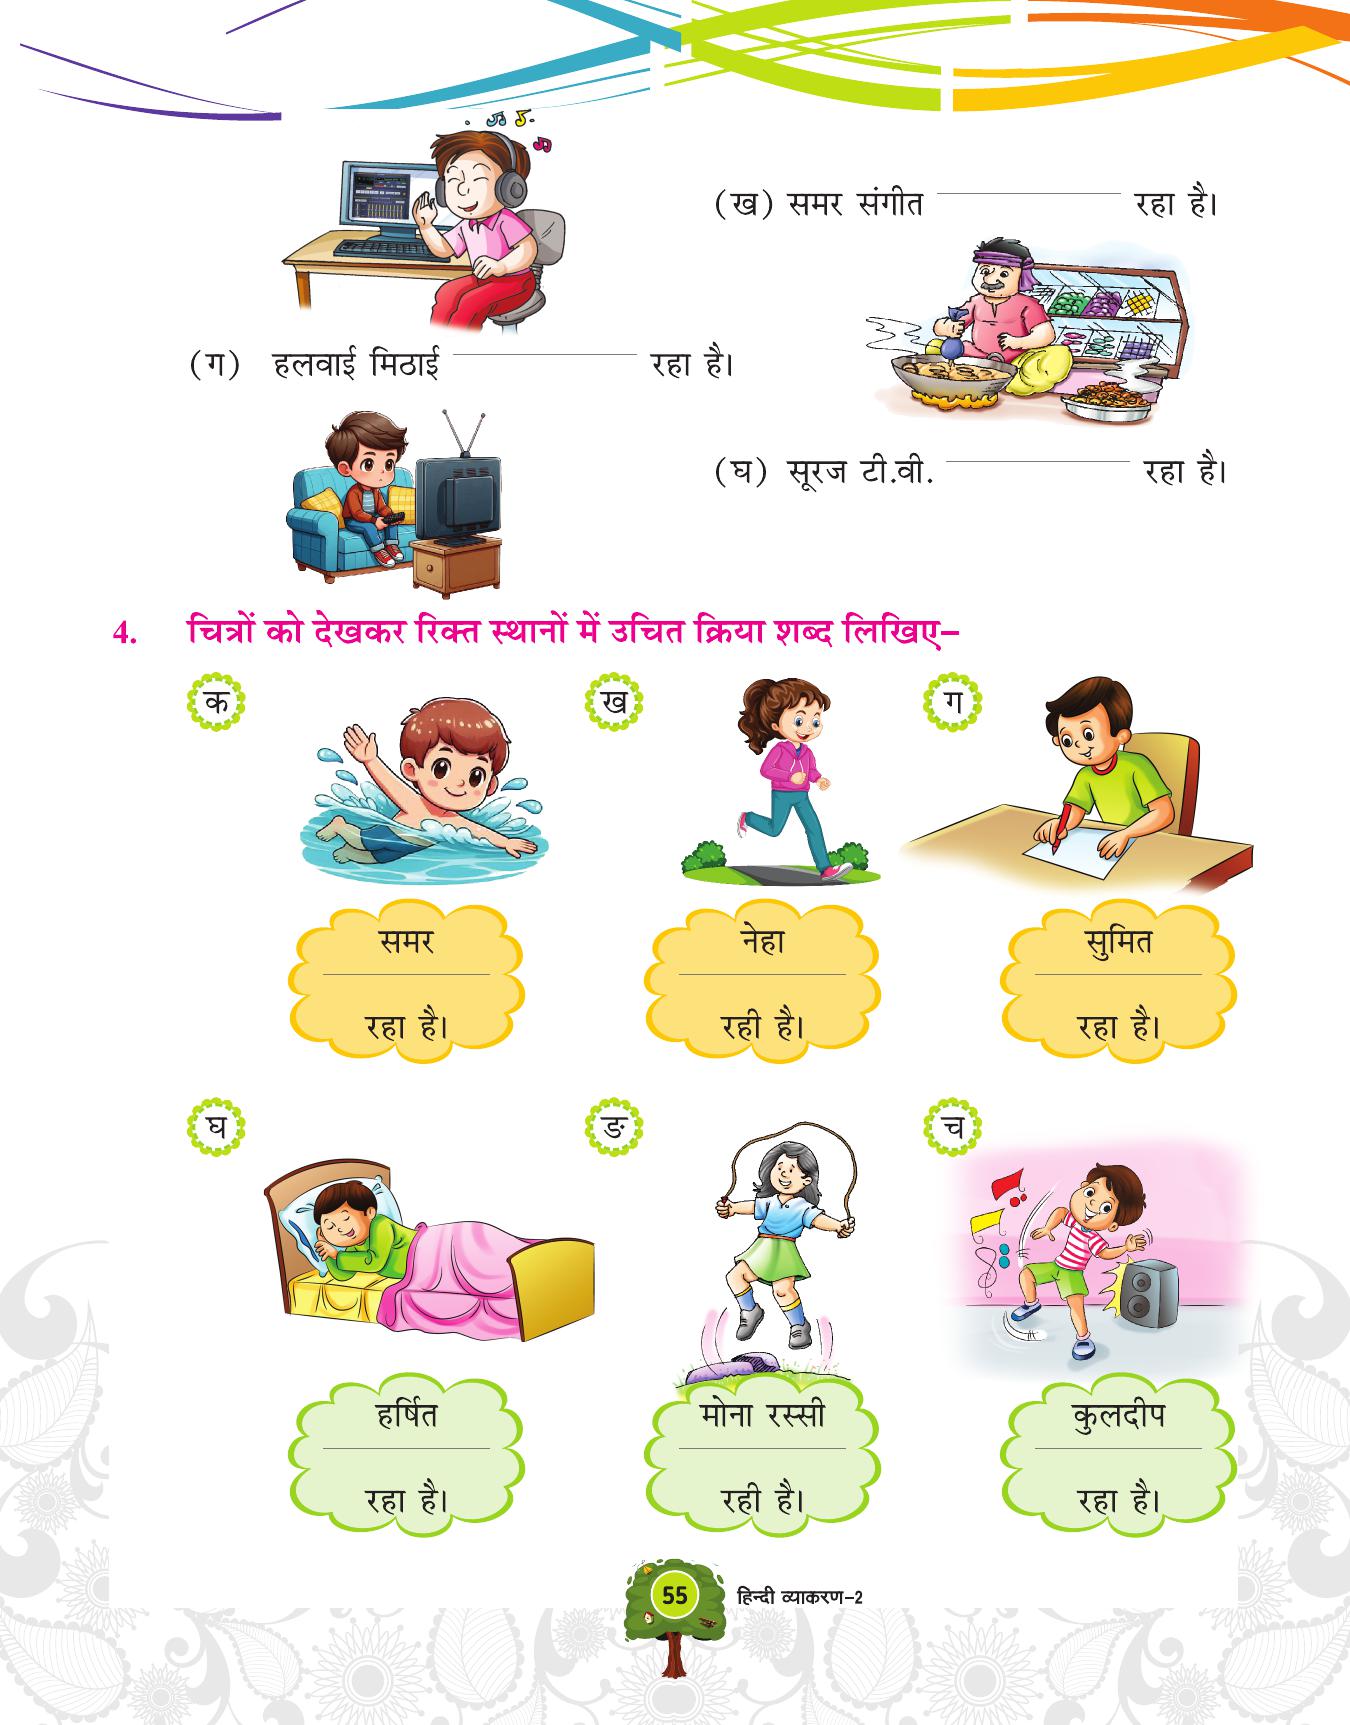 (ख) समर संगीत ____________ रहा है।
(ग) हलवाई मिठाई ____________ रहा है।
(घ) सूरज टी.वी. ____________ रहा है।
4. चित्रों को देखकर रिक्त स्थानों में उचित क्रिया शब्द लिखिए–
क
ख
ग
समर
____________
रहा है।
नेहा
____________
रही है।
सुमित
____________
रहा है।
घ
ङ
च
हर्षित
____________
रहा है।
मोना रस्सी
____________
रही है।
कुलदीप
____________
रहा है।
55 हिन्दी व्याकरण–2